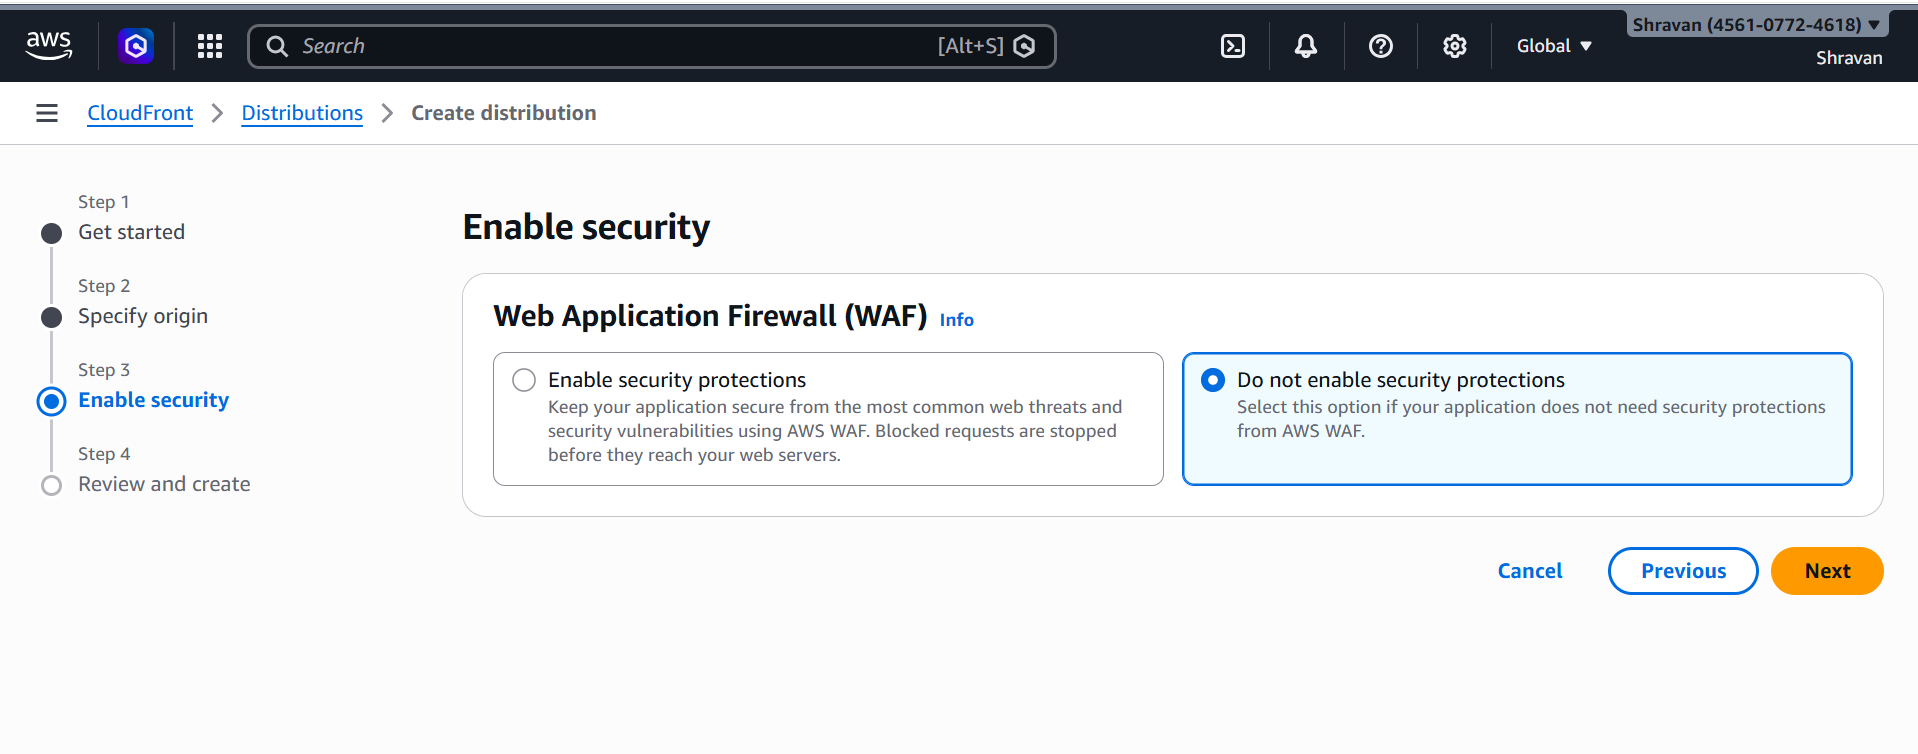 aws
Search
[Alt+S]
Global
Shravan (4561-0772-4618)
Shravan
CloudFront
Distributions
Create distribution
Step 1
Get started
Step 2
Specify origin
Step 3
Enable security
Step 4
Review and create
Enable security
Web Application Firewall (WAF) Info
Enable security protections
Keep your application secure from the most common web threats and
security vulnerabilities using AWS WAF. Blocked requests are stopped
before they reach your web servers.
Do not enable security protections
Select this option if your application does not need security protections
from AWS WAF.
Cancel
Previous
Next